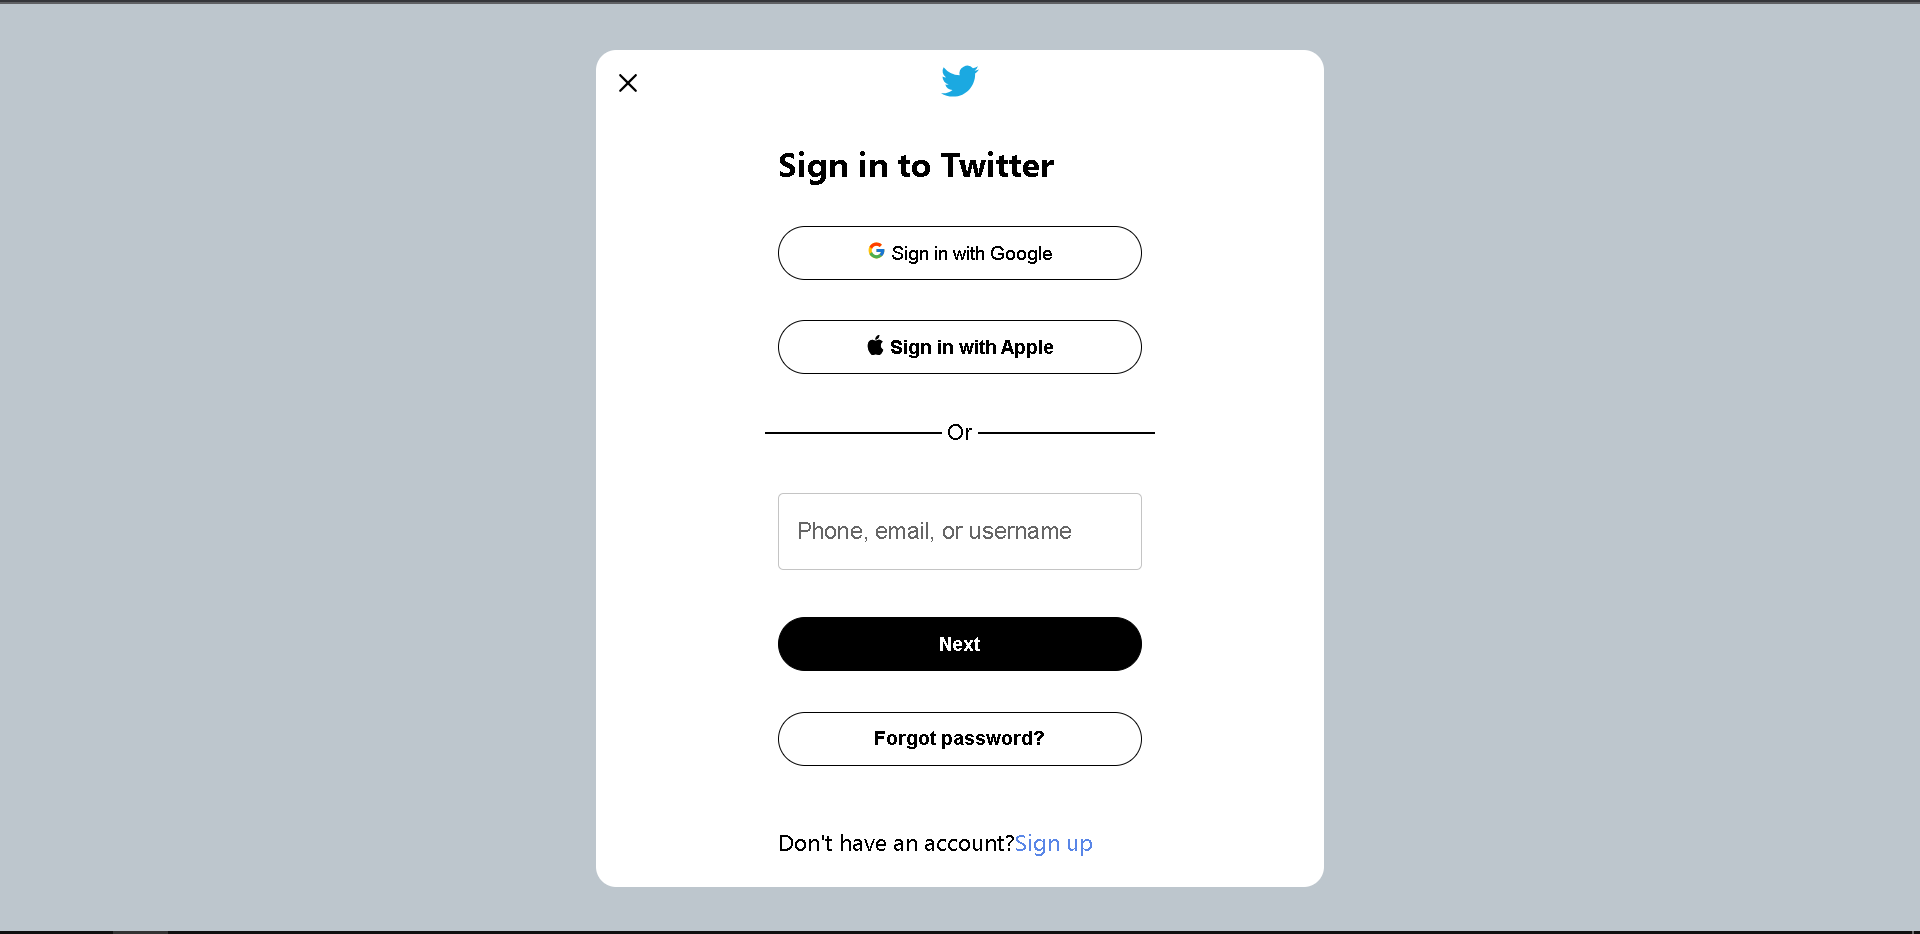 Sign in to Twitter
Sign in with Google
Sign in with Apple
Or
Phone, email, or username
Next
Forgot password?
Don't have an account?Sign up